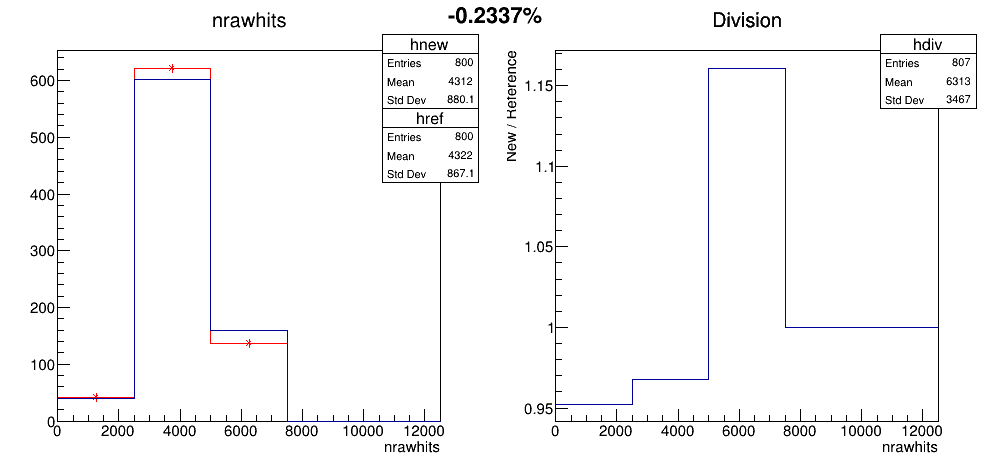 -0.2337%
nrawhits
hnew
Entries 800
Mean 4312
Std Dev 880.1
href
Entries 800
Mean 4322
Std Dev 867.1
600
500
400
300
200
100
0
0 2000 4000 6000 8000 10000 12000
nrawhits
Division
hdiv
Entries 807
Mean 6313
Std Dev 3467
New / Reference
1.15
1.1
1.05
1
0.95
0 2000 4000 6000 8000 10000 12000
nrawhits